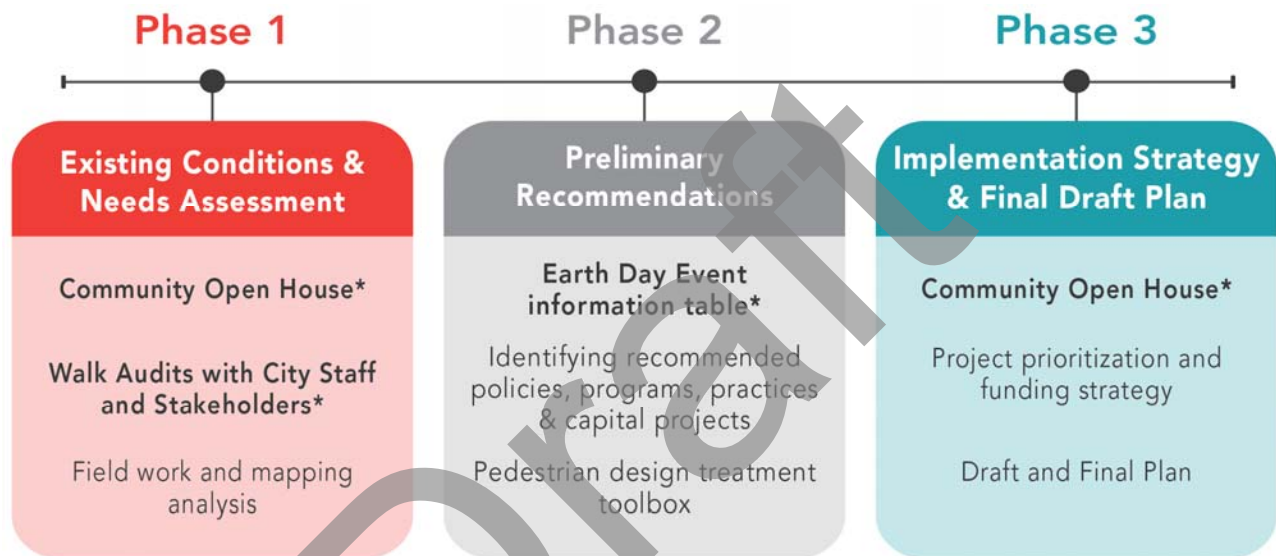 Phase 1
Phase 2
Phase 3
Existing Conditions &
Needs Assessment
Community Open House*
Walk Audits with City Staff
and Stakeholders*
Field work and mapping
analysis
Preliminary
Recommendations
Earth Day Event
information table*
Identifying recommended
policies, programs, practices
& capital projects
Pedestrian design treatment
toolbox
Implementation Strategy
& Final Draft Plan
Community Open House*
Project prioritization and
funding strategy
Draft and Final Plan
Draft